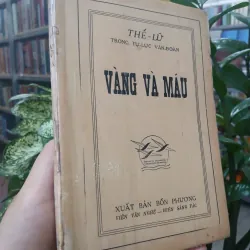 THẾ-LỮ
TRONG TỰ-LỰC VĂN-ĐOÀN
VÀNG VÀ MÁU
XUẤT BẢN BỐN PHƯƠNG